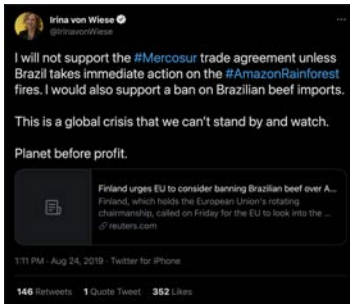 Irina von Wiese
@IrinavonWiese
I will not support the #Mercosur trade agreement unless
Brazil takes immediate action on the #AmazonRainforest
fires. I would also support a ban on Brazilian beef imports.
This is a global crisis that we can't stand by and watch.
Planet before profit.
Finland urges EU to consider banning Brazilian beef over A...
Finland, which holds the European Union's rotating
chairmanship, called on Friday for the EU to look into the ...
reuters.com
1:11 PM · Aug 24, 2019 · Twitter for iPhone
146 Retweets 1 Quote Tweet 352 Likes